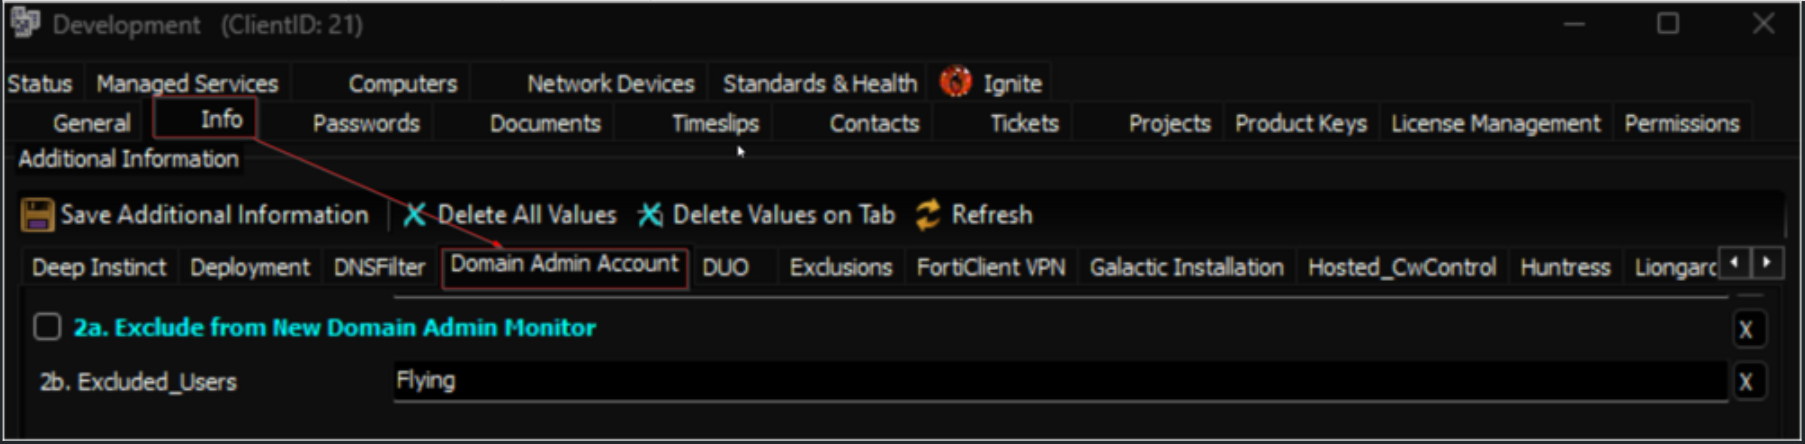 Development (ClientID: 21)
Status Managed Services Computers Network Devices Standards & Health Ignite
General Info Passwords Documents Timeslips Contacts Tickets Projects Product Keys License Management Permissions
Additional Information
Save Additional Information Delete All Values Delete Values on Tab Refresh
Deep Instinct Deployment DNSFilter Domain Admin Account DUO Exclusions FortiClient VPN Galactic Installation Hosted_CwControl Huntress Liongarc
2a. Exclude from New Domain Admin Monitor X
2b. Excluded_Users Flying X